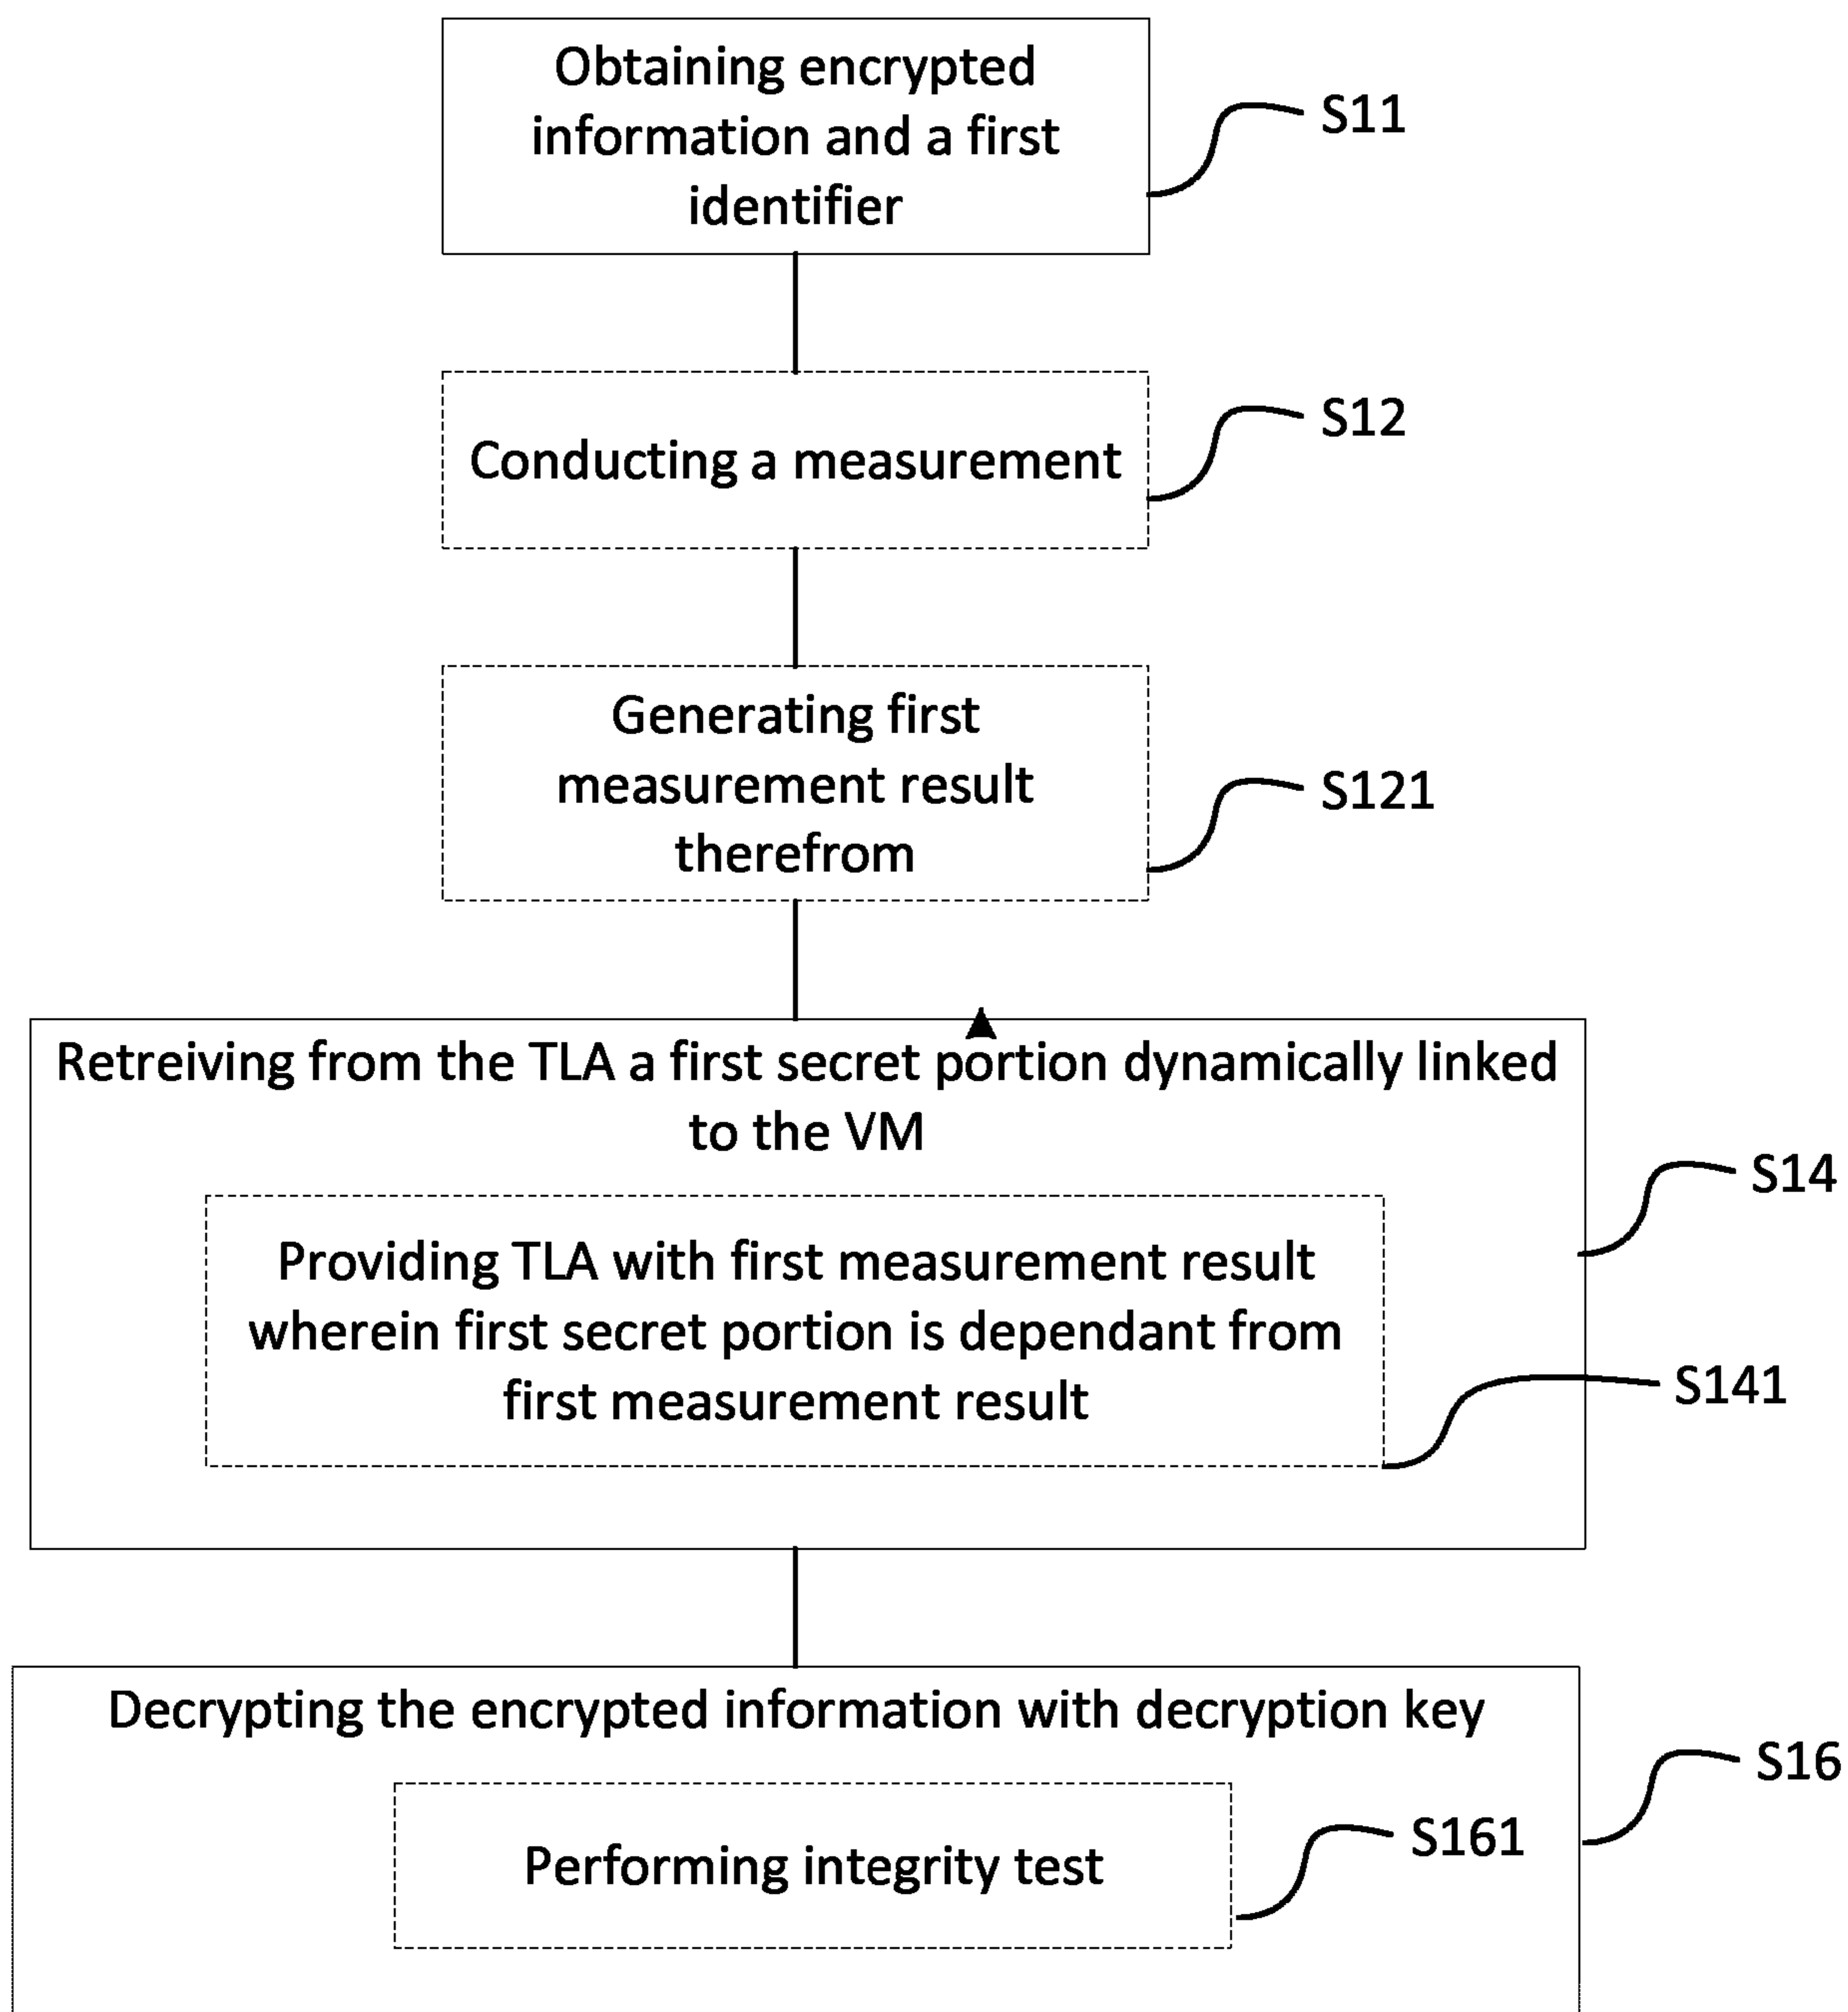 Obtaining encrypted
information and a first
identifier
S11
Conducting a measurement
S12
Generating first
measurement result
therefrom
S121
Retreiving from the TLA a first secret portion dynamically linked
to the VM
S14
Providing TLA with first measurement result
wherein first secret portion is dependant from
first measurement result
S141
Decrypting the encrypted information with decryption key
S16
Performing integrity test
S161